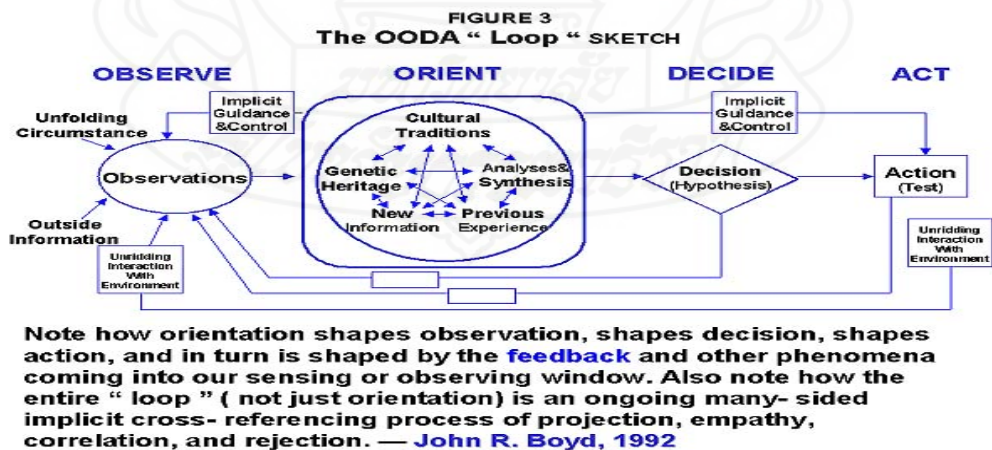 FIGURE 3
The OODA “ Loop “ SKETCH
OBSERVE
ORIENT
DECIDE
ACT
Implicit
Guidance
&Control
Unfolding
Circumstance
Observations
Outside
Information
Unridding
Interaction
With
Environment
Cultural
Traditions
Genetic
Heritage
Analyses&
Synthesis
New
Information
Previous
Experience
Implicit
Guidance
&Control
Decision
(Hypothesis)
Action
(Test)
Unridding
Interaction
With
Environment
Note how orientation shapes observation, shapes decision, shapes
action, and in turn is shaped by the feedback and other phenomena
coming into our sensing or observing window. Also note how the
entire “ loop ” ( not just orientation) is an ongoing many- sided
implicit cross- referencing process of projection, empathy,
correlation, and rejection. — John R. Boyd, 1992